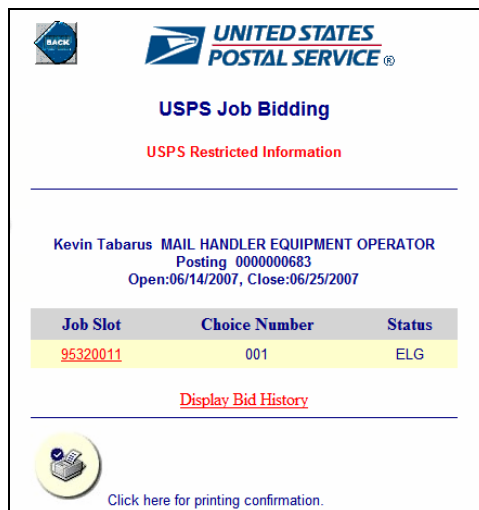 BACK
UNITED STATES
POSTAL SERVICE ®
USPS Job Bidding
USPS Restricted Information
Kevin Tabarus MAIL HANDLER EQUIPMENT OPERATOR
Posting 0000000683
Open:06/14/2007, Close:06/25/2007
Job Slot Choice Number Status
95320011 001 ELG
Display Bid History
Click here for printing confirmation.